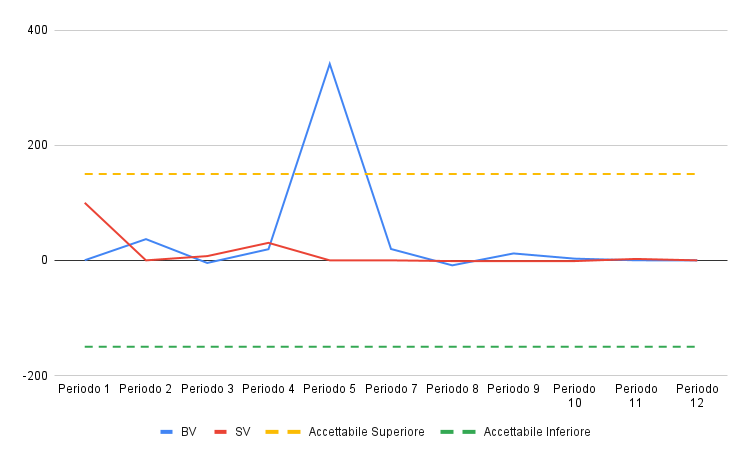 400
200
0
-200
Periodo 1 Periodo 2 Periodo 3 Periodo 4 Periodo 5 Periodo 7 Periodo 8 Periodo 9 Periodo 10 Periodo 11 Periodo 12
BV SV Accettabile Superiore Accettabile Inferiore